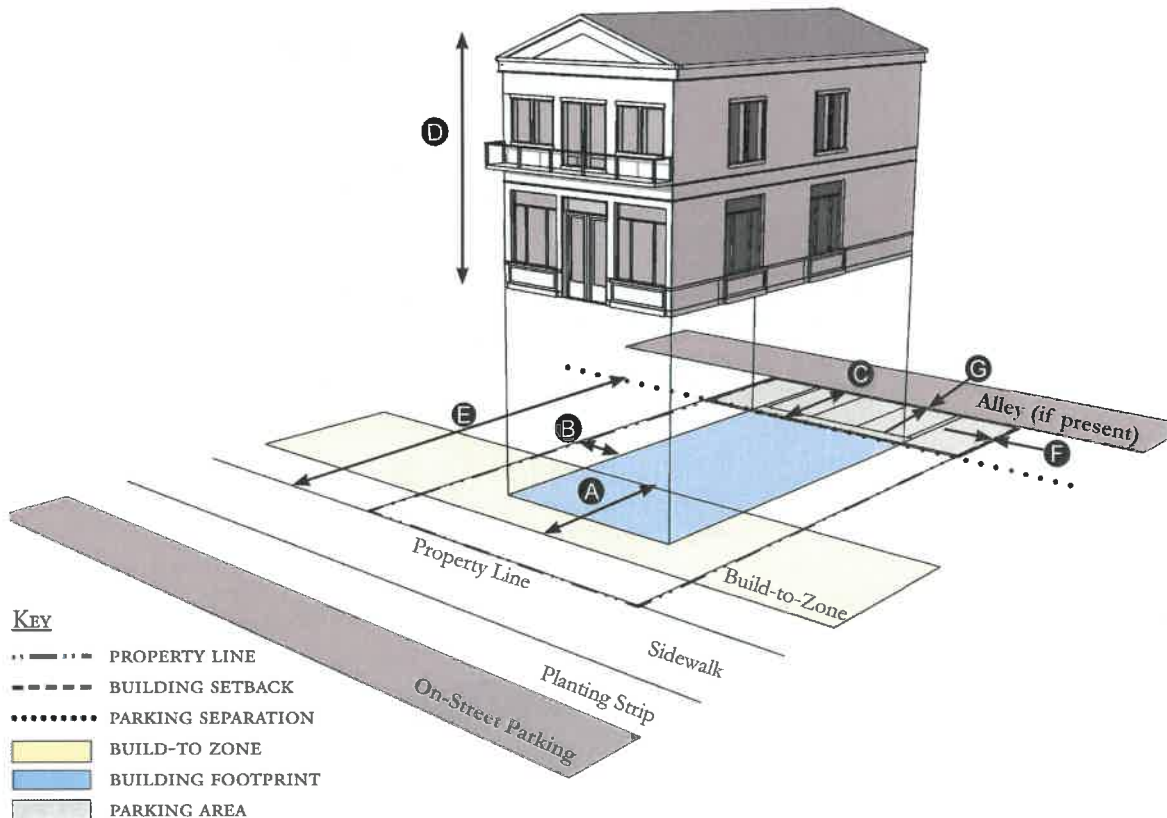 D
C
G
Alley (if present)
E
B
F
A
Property Line
Build-to-Zone
Sidewalk
Planting Strip
On-Street Parking
KEY
PROPERTY LINE
BUILDING SETBACK
PARKING SEPARATION
BUILD-TO ZONE
BUILDING FOOTPRINT
PARKING AREA